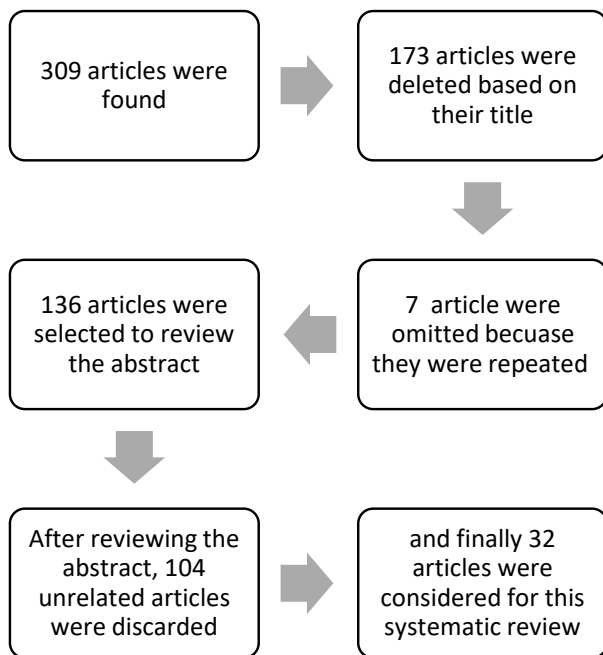 309 articles were
found
173 articles were
deleted based on
their title
7 article were
omitted becuase
they were repeated
136 articles were
selected to review
the abstract
After reviewing the
abstract, 104
unrelated articles
were discarded
and finally 32
articles were
considered for this
systematic review